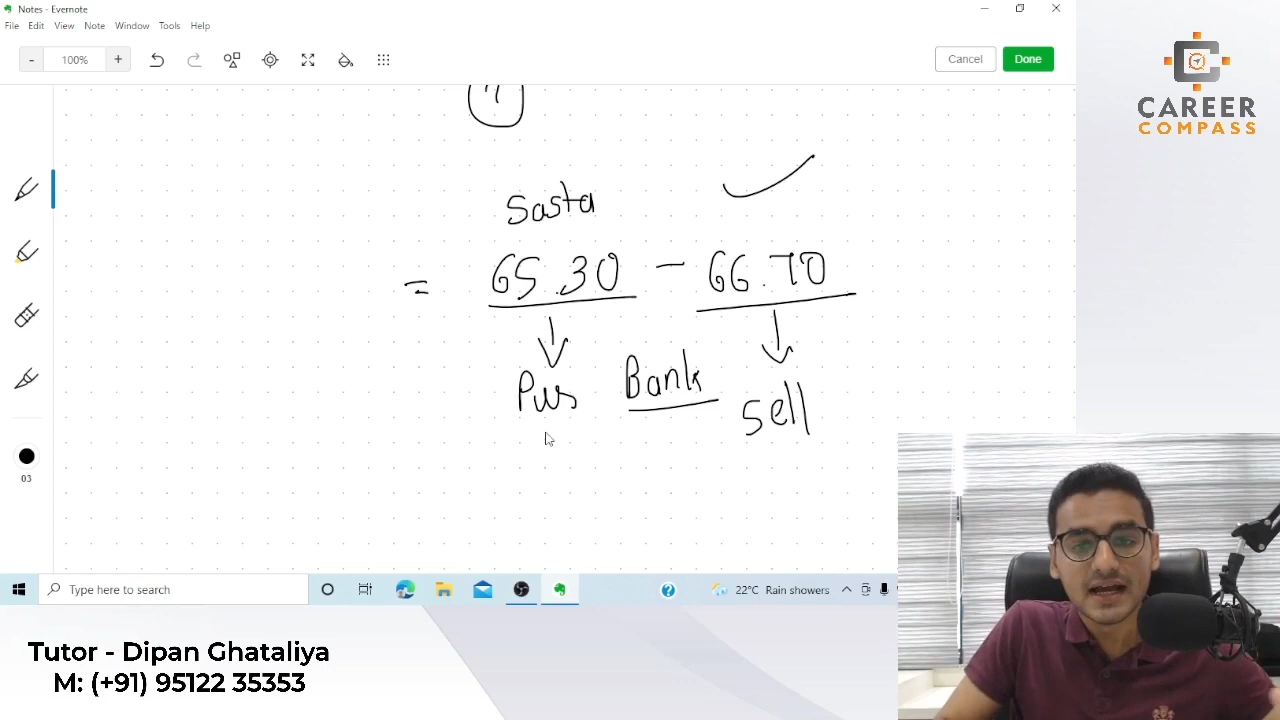 Notes - Evernote
File Edit View Note Window Tools Help
- 100% +
Cancel Done
CAREER
COMPASS
Sasta
= 65.30 - 66.70
Pus Bank Sell
03
Type here to search
22°C Rain showers
Tutor - Dipan Ghataliya
M: (+91) 95122 35353